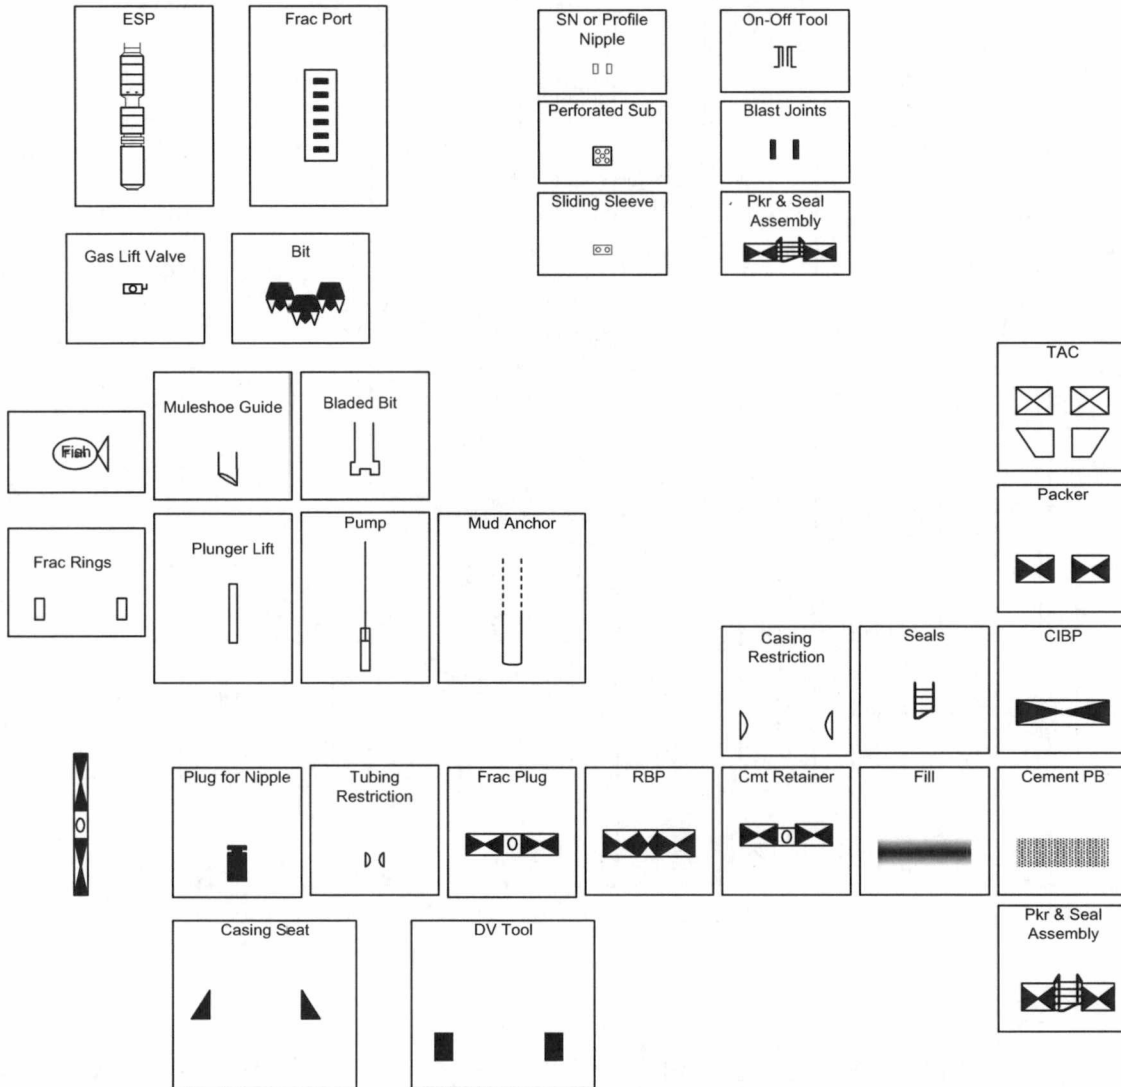 ESP
Frac Port
SN or Profile
Nipple
On-Off Tool
Perforated Sub
Blast Joints
Sliding Sleeve
Pkr & Seal
Assembly
Gas Lift Valve
Bit
TAC
Muleshoe Guide
Bladed Bit
Fish
Packer
Frac Rings
Plunger Lift
Pump
Mud Anchor
Casing
Restriction
Seals
CIBP
Plug for Nipple
Tubing
Restriction
Frac Plug
RBP
Cmt Retainer
Fill
Cement PB
Casing Seat
DV Tool
Pkr & Seal
Assembly